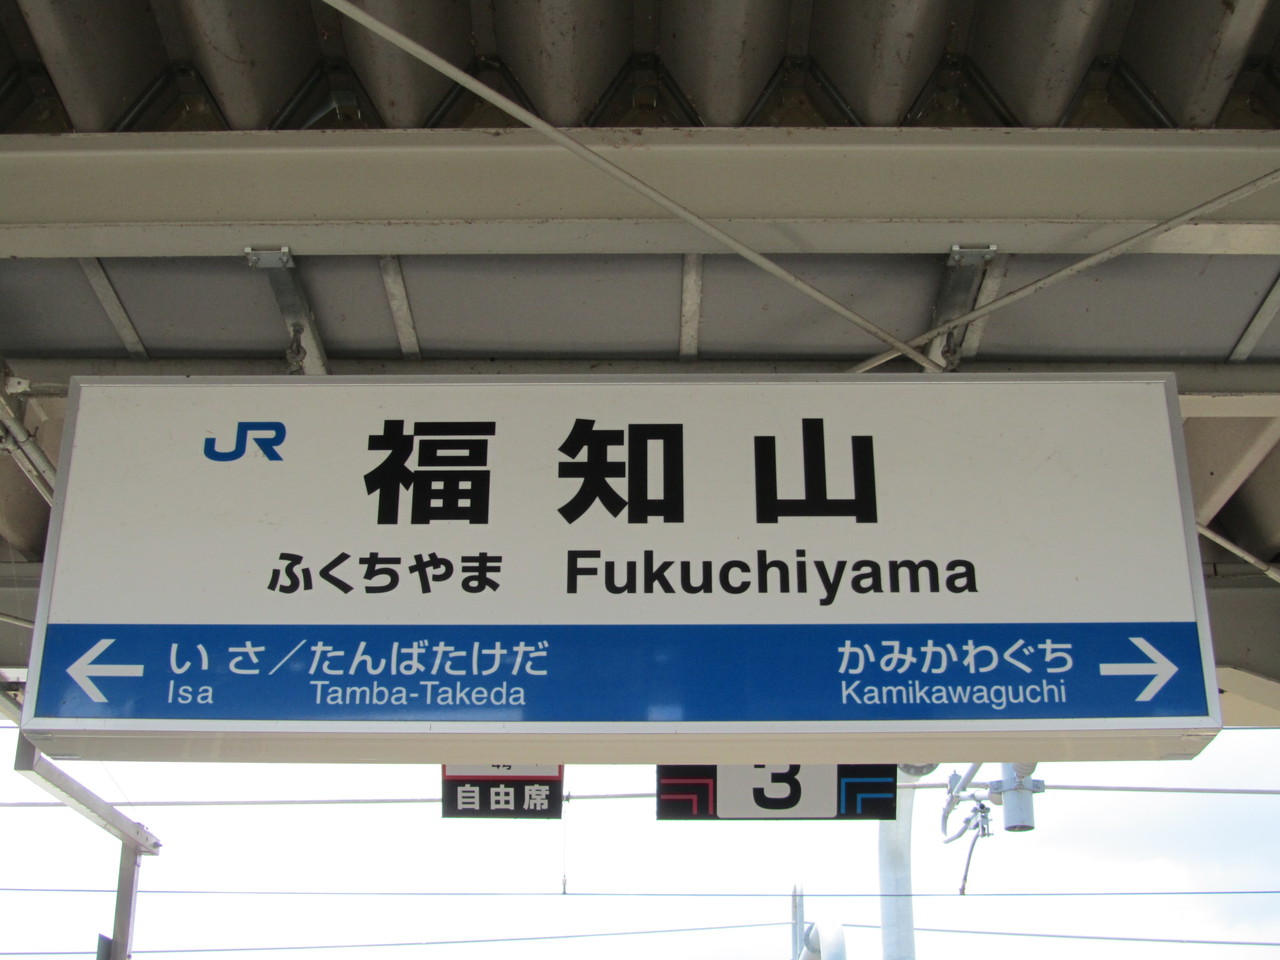 JR 福知山
ふくちやま Fukuchiyama
← いさ／たんばたけだ かみかわぐち →
Isa Tamba-Takeda Kamikawaguchi
自由席
3